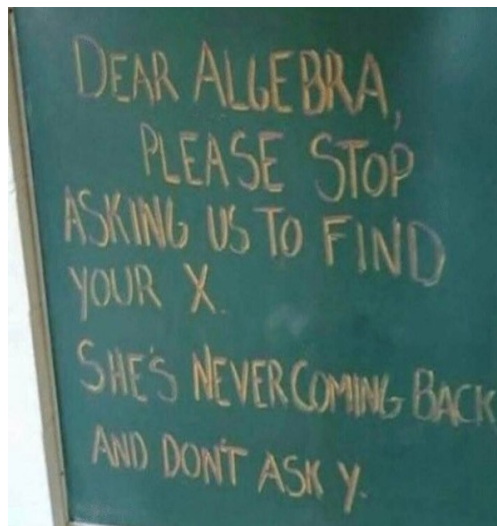 DEAR ALGEBRA,
PLEASE STOP
ASKING US TO FIND
YOUR X.
SHE'S NEVER COMING BACK
AND DON'T ASK Y.